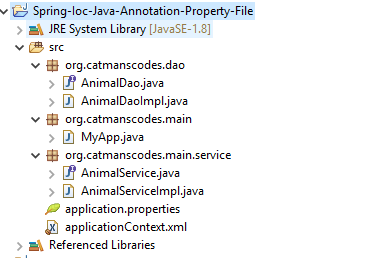 Spring-Ioc-Java-Annotation-Property-File
JRE System Library [JavaSE-1.8]
src
org.catmanscodes.dao
AnimalDao.java
AnimalDaoImpl.java
org.catmanscodes.main
MyApp.java
org.catmanscodes.main.service
AnimalService.java
AnimalServiceImpl.java
application.properties
applicationContext.xml
Referenced Libraries